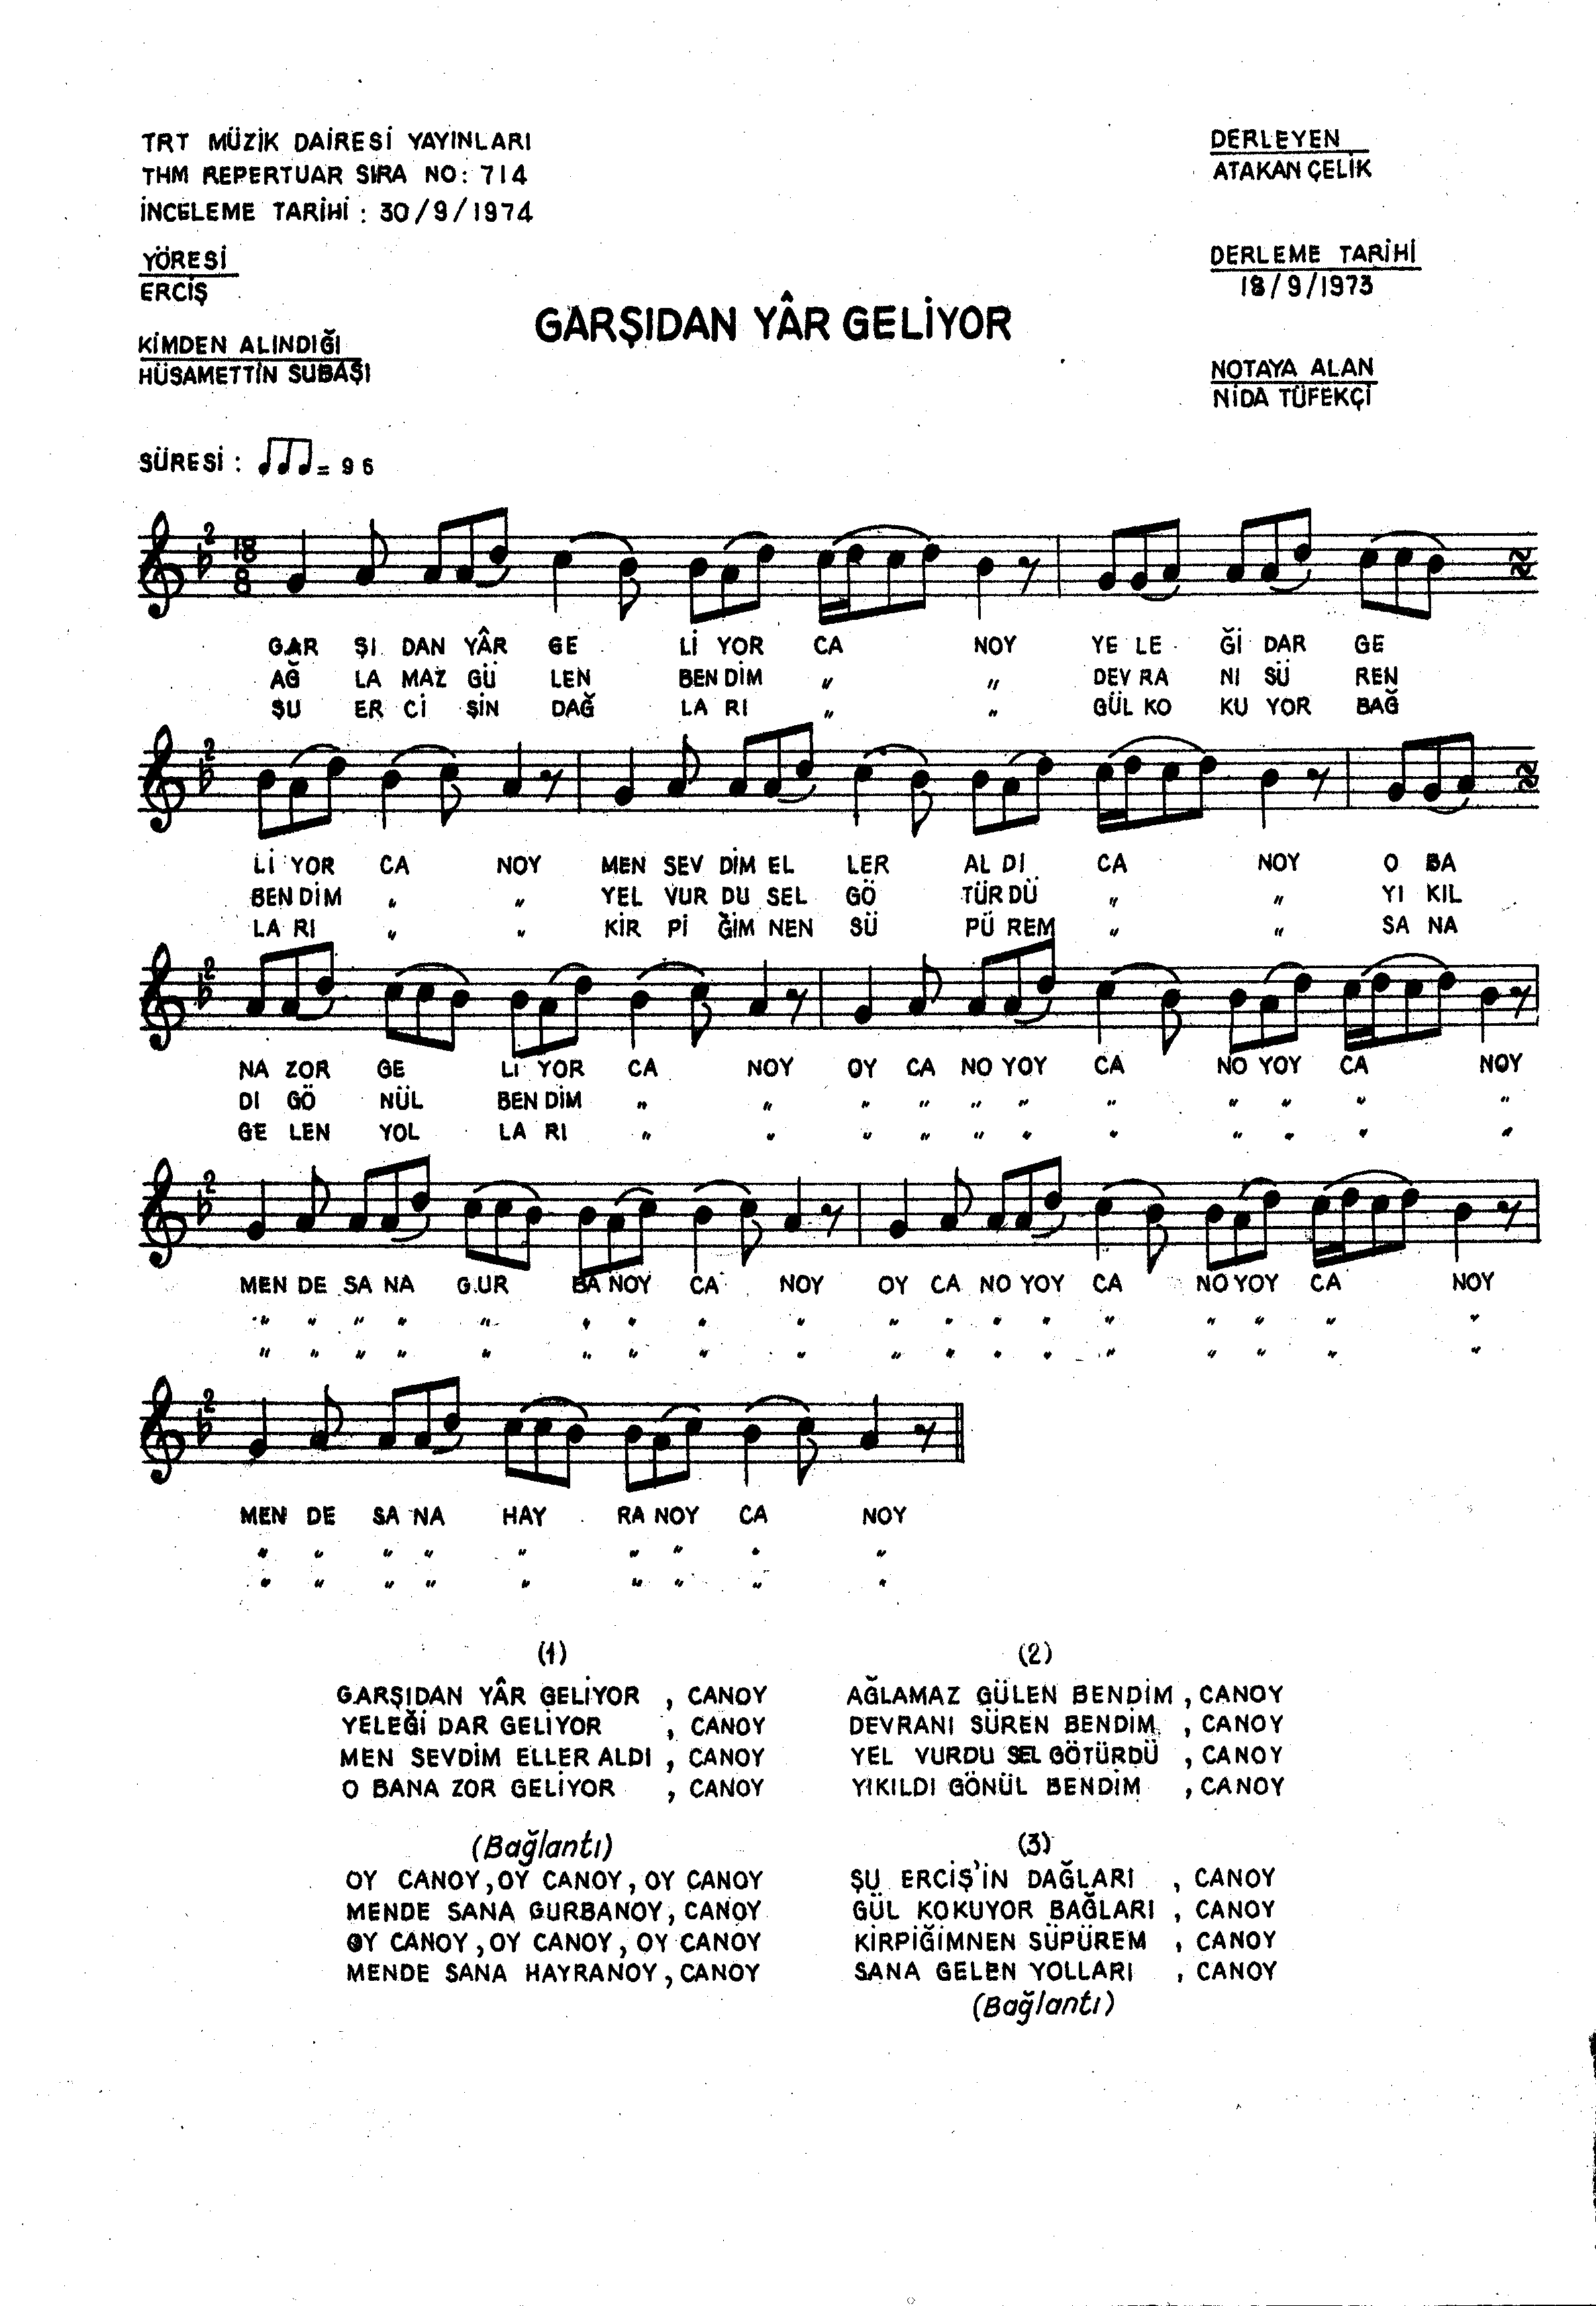 TRT MÜZİK DAİRESİ YAYINLARI
THM REPERTUAR SIRA NO: 714
İNCELEME TARİHİ : 30/9/1974
DERLEYEN
ATAKAN ÇELİK
YÖRESİ
ERCİŞ
DERLEME TARİHİ
18/9/1973
GARŞIDAN YÂR GELİYOR
KİMDEN ALINDIĞI
HÜSAMETTİN SUBAŞI
NOTAYA ALAN
NİDA TÜFEKÇİ
SÜRESİ : = 96
2 18 8
GAR ŞI DAN YÂR GE Lİ YOR CA NOY YE LE Ğİ DAR GE
AĞ LA MAZ GÜ LEN BEN DİM " " DEV RA NI SÜ REN
ŞU ER Cİ ŞİN DAĞ LA RI " " GÜL KO KU YOR BAĞ
2
Lİ YOR CA NOY MEN SEV DİM EL LER AL DI CA NOY O BA
BEN DİM " " YEL VUR DU SEL GÖ TÜR DÜ " " YI KIL
LA RI " " KİR Pİ ĞİM NEN SÜ PÜ REM " " SA NA
2
NA ZOR GE Lİ YOR CA NOY OY CA NO YOY CA NO YOY CA NOY
DI GÖ NÜL BEN DİM " " " " " " " " " " "
GE LEN YOL LA RI " " " " " " " " " " "
2
MEN DE SA NA GUR BA NOY CA NOY OY CA NO YOY CA NO YOY CA NOY
" " " " " " " " " " " " " " " " " "
" " " " " " " " " " " " " " " " " "
2
MEN DE SA NA HAY RA NOY CA NOY
" " " " " " " " "
" " " " " " " " "
(1)
GARŞIDAN YÂR GELİYOR , CANOY
YELEĞİ DAR GELİYOR , CANOY
MEN SEVDİM ELLER ALDI , CANOY
O BANA ZOR GELİYOR , CANOY
(Bağlantı)
OY CANOY, OY CANOY, OY CANOY
MENDE SANA GURBANOY, CANOY
OY CANOY, OY CANOY, OY CANOY
MENDE SANA HAYRANOY, CANOY
(2)
AĞLAMAZ GÜLEN BENDİM , CANOY
DEVRANI SÜREN BENDİM , CANOY
YEL VURDU SEL GÖTÜRDÜ , CANOY
YIKILDI GÖNÜL BENDİM , CANOY
(3)
ŞU ERCİŞ'İN DAĞLARI , CANOY
GÜL KOKUYOR BAĞLARI , CANOY
KİRPİĞİMNEN SÜPÜREM , CANOY
SANA GELEN YOLLARI , CANOY
(Bağlantı)